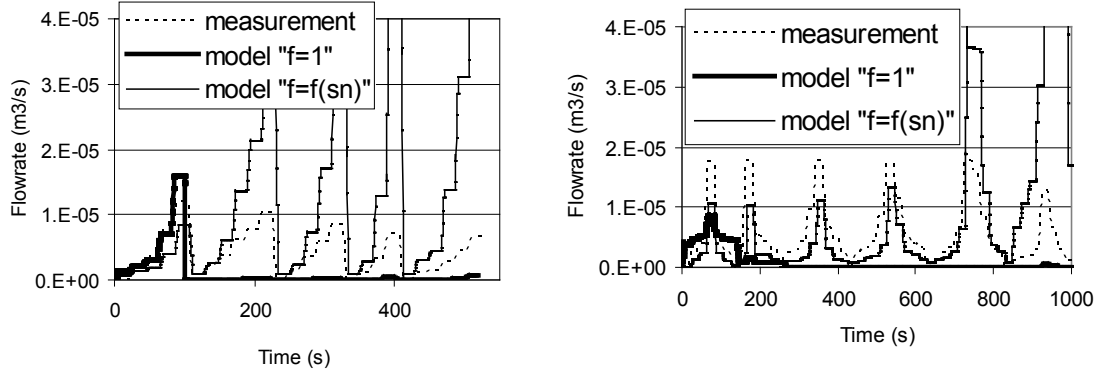 4.E-05
3.E-05
2.E-05
1.E-05
0.E+00
Flowrate (m3/s)
measurement
model "f=1"
model "f=f(sn)"
0 200 400
Time (s)
4.E-05
3.E-05
2.E-05
1.E-05
0.E+00
Flowrate (m3/s)
measurement
model "f=1"
model "f=f(sn)"
0 200 400 600 800 1000
Time (s)